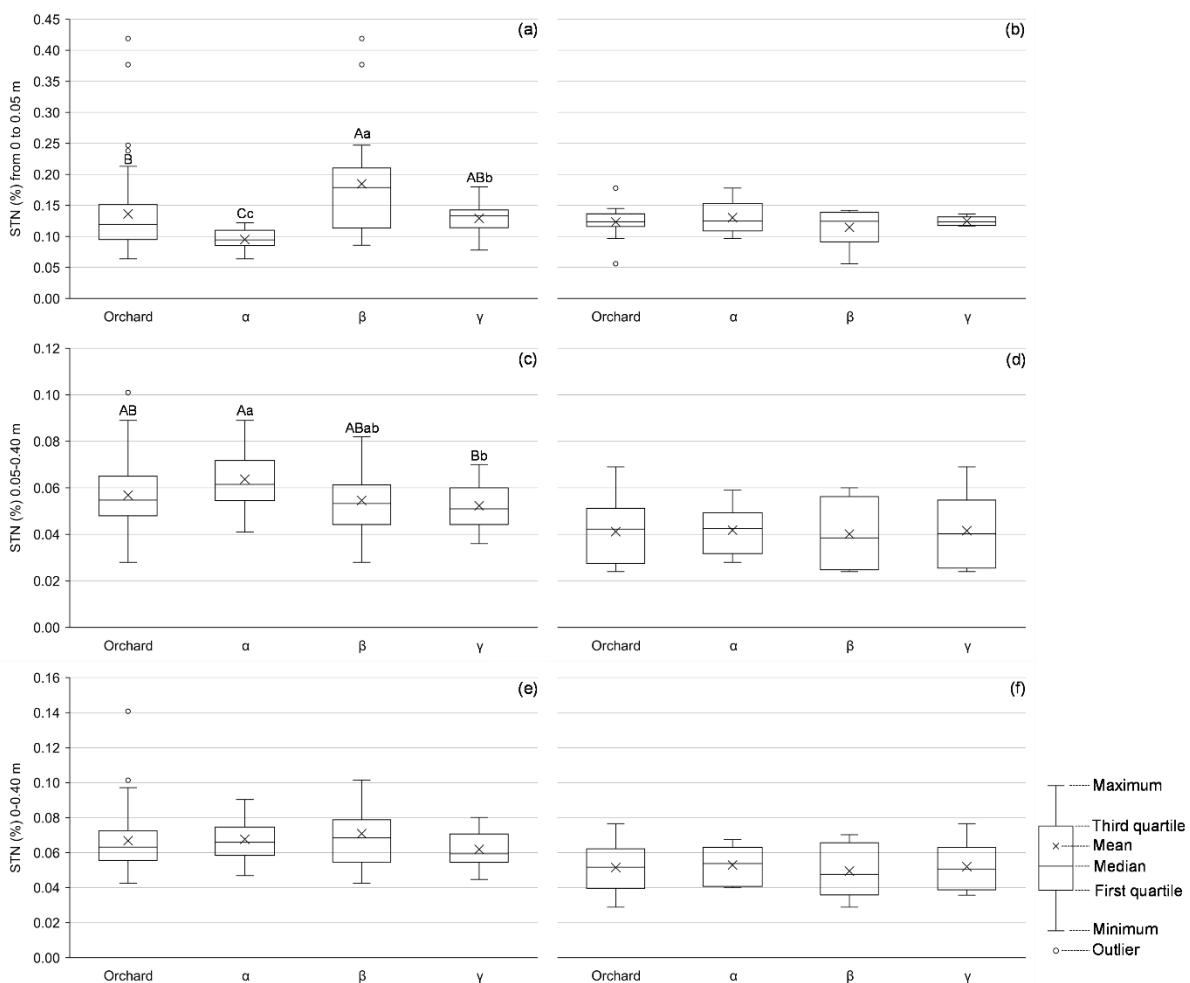 (a)
(b)
STN (%) from 0 to 0.05 m
0.45
0.40
0.35
0.30
0.25
0.20
0.15
0.10
0.05
0.00
B
Cc
Aa
ABb
Orchard α β γ
Orchard α β γ
(c)
(d)
STN (%) 0.05-0.40 m
0.12
0.10
0.08
0.06
0.04
0.02
0.00
AB
Aa
ABab
Bb
Orchard α β γ
Orchard α β γ
(e)
(f)
STN (%) 0-0.40 m
0.16
0.14
0.12
0.10
0.08
0.06
0.04
0.02
0.00
Orchard α β γ
Orchard α β γ
Maximum
Third quartile
Mean
Median
First quartile
Minimum
Outlier